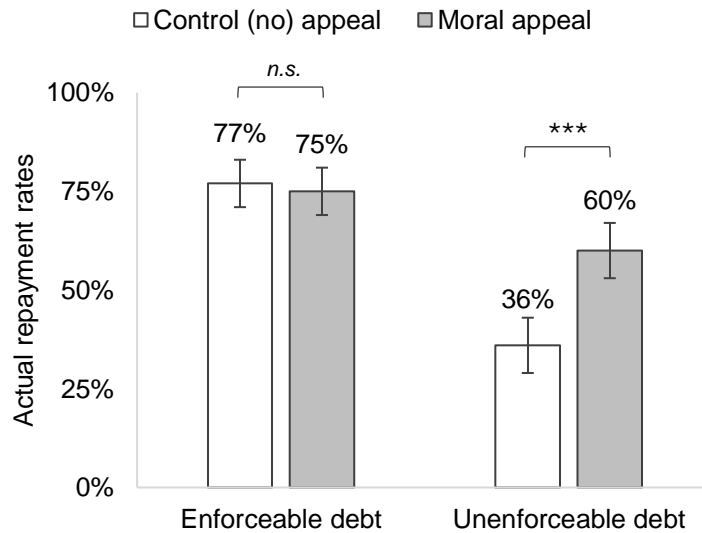 Control (no) appeal Moral appeal
n.s.
100%
77%
75%
***
75%
60%
50%
36%
25%
0%
Actual repayment rates
Enforceable debt Unenforceable debt